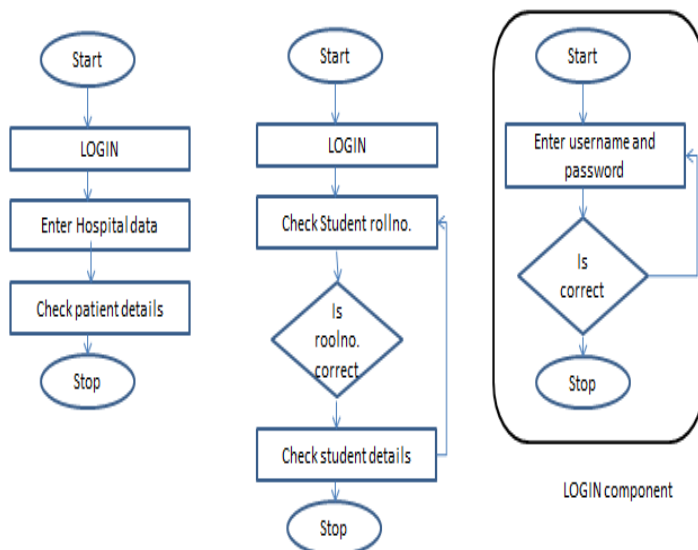 Start
LOGIN
Enter Hospital data
Check patient details
Stop
Start
LOGIN
Check Student rollno.
Is
roolno.
correct
Check student details
Stop
Start
Enter username and
password
Is
correct
Stop
LOGIN component